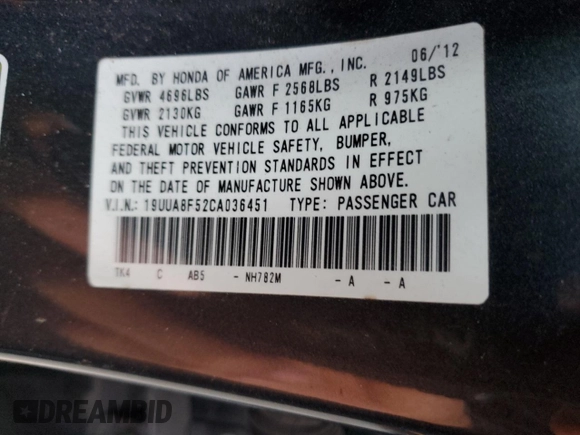 MFD. BY HONDA OF AMERICA MFG., INC. 06/'12
GVWR 4696LBS GAWR F 2568LBS R 2149LBS
GVWR 2130KG GAWR F 1165KG R 975KG
THIS VEHICLE CONFORMS TO ALL APPLICABLE
FEDERAL MOTOR VEHICLE SAFETY, BUMPER,
AND THEFT PREVENTION STANDARDS IN EFFECT
ON THE DATE OF MANUFACTURE SHOWN ABOVE.
V.I.N.: 19UUA8F52CA036451 TYPE: PASSENGER CAR
TK4 C AB5 - NH782M - A - A
DREAMBID